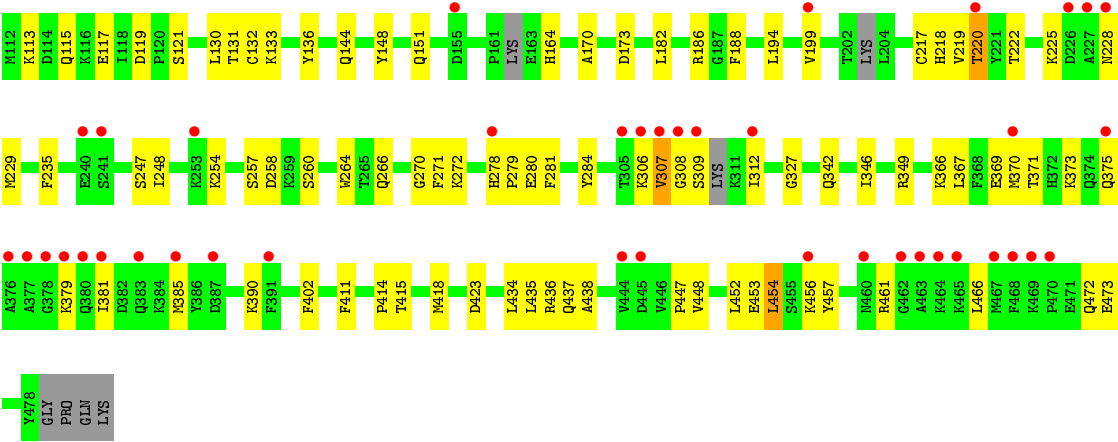 M112 K113 D114 Q115 K116 E117 I118 D119 P120 S121 L130 T131 C132 K133 Y136 Q144 Y148 Q151 D155 P161 LYS E163 H164 A170 D173 L182 R186 G187 F188 L194 V199 T202 LYS L204 C217 H218 V219 T220 Y221 T222 K225 D226 A227 N228
M229 F235 E240 S241 S247 I248 K253 K254 S257 D258 K259 S260 W264 T265 Q266 G270 F271 K272 H278 P279 E280 F281 Y284 T305 K306 V307 G308 S309 LYS K311 I312 G327 Q342 I346 R349 K366 L367 F368 E369 M370 T371 H372 K373 Q374 Q375
A376 A377 G378 K379 Q380 I381 D382 Q383 K384 M385 Y386 D387 K390 F391 F402 F411 P414 T415 M418 D423 L434 L435 R436 Q437 A438 V444 D445 V446 P447 V448 L452 E453 L454 S455 K456 Y457 N460 R461 G462 A463 K464 K465 L466 M467 F468 K469 P470 E471 Q472 E473
Y478 GLY PRO GLN LYS